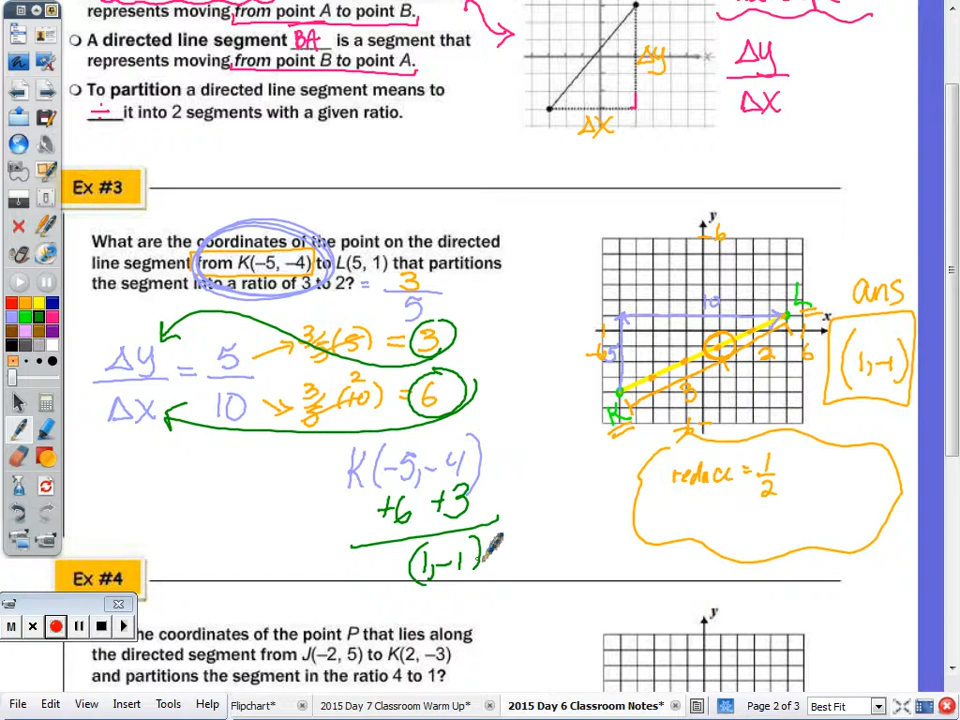 represents moving from point A to point B.
A directed line segment BA is a segment that
represents moving from point B to point A.
To partition a directed line segment means to
÷ it into 2 segments with a given ratio.
Δy
Δx
x
Δy
Δx
Ex #3
What are the coordinates of the point on the directed
line segment from K(–5, –4) to L(5, 1) that partitions
the segment into a ratio of 3 to 2? = 3/5
Δy/Δx = 5/10
3/5(5) = 3
3/5(10) = 6
2
K(-5,-4)
+6 +3
(1,-1)
y
6
10
L
x
-6
5
2
6
3
K
ans
(1,-1)
reduce = 1/2
Ex #4
the coordinates of the point P that lies along
the directed segment from J(–2, 5) to K(2, –3)
and partitions the segment in the ratio 4 to 1?
y
M
File Edit View Insert Tools Help
Flipchart*
2015 Day 7 Classroom Warm Up*
2015 Day 6 Classroom Notes*
Page 2 of 3
Best Fit